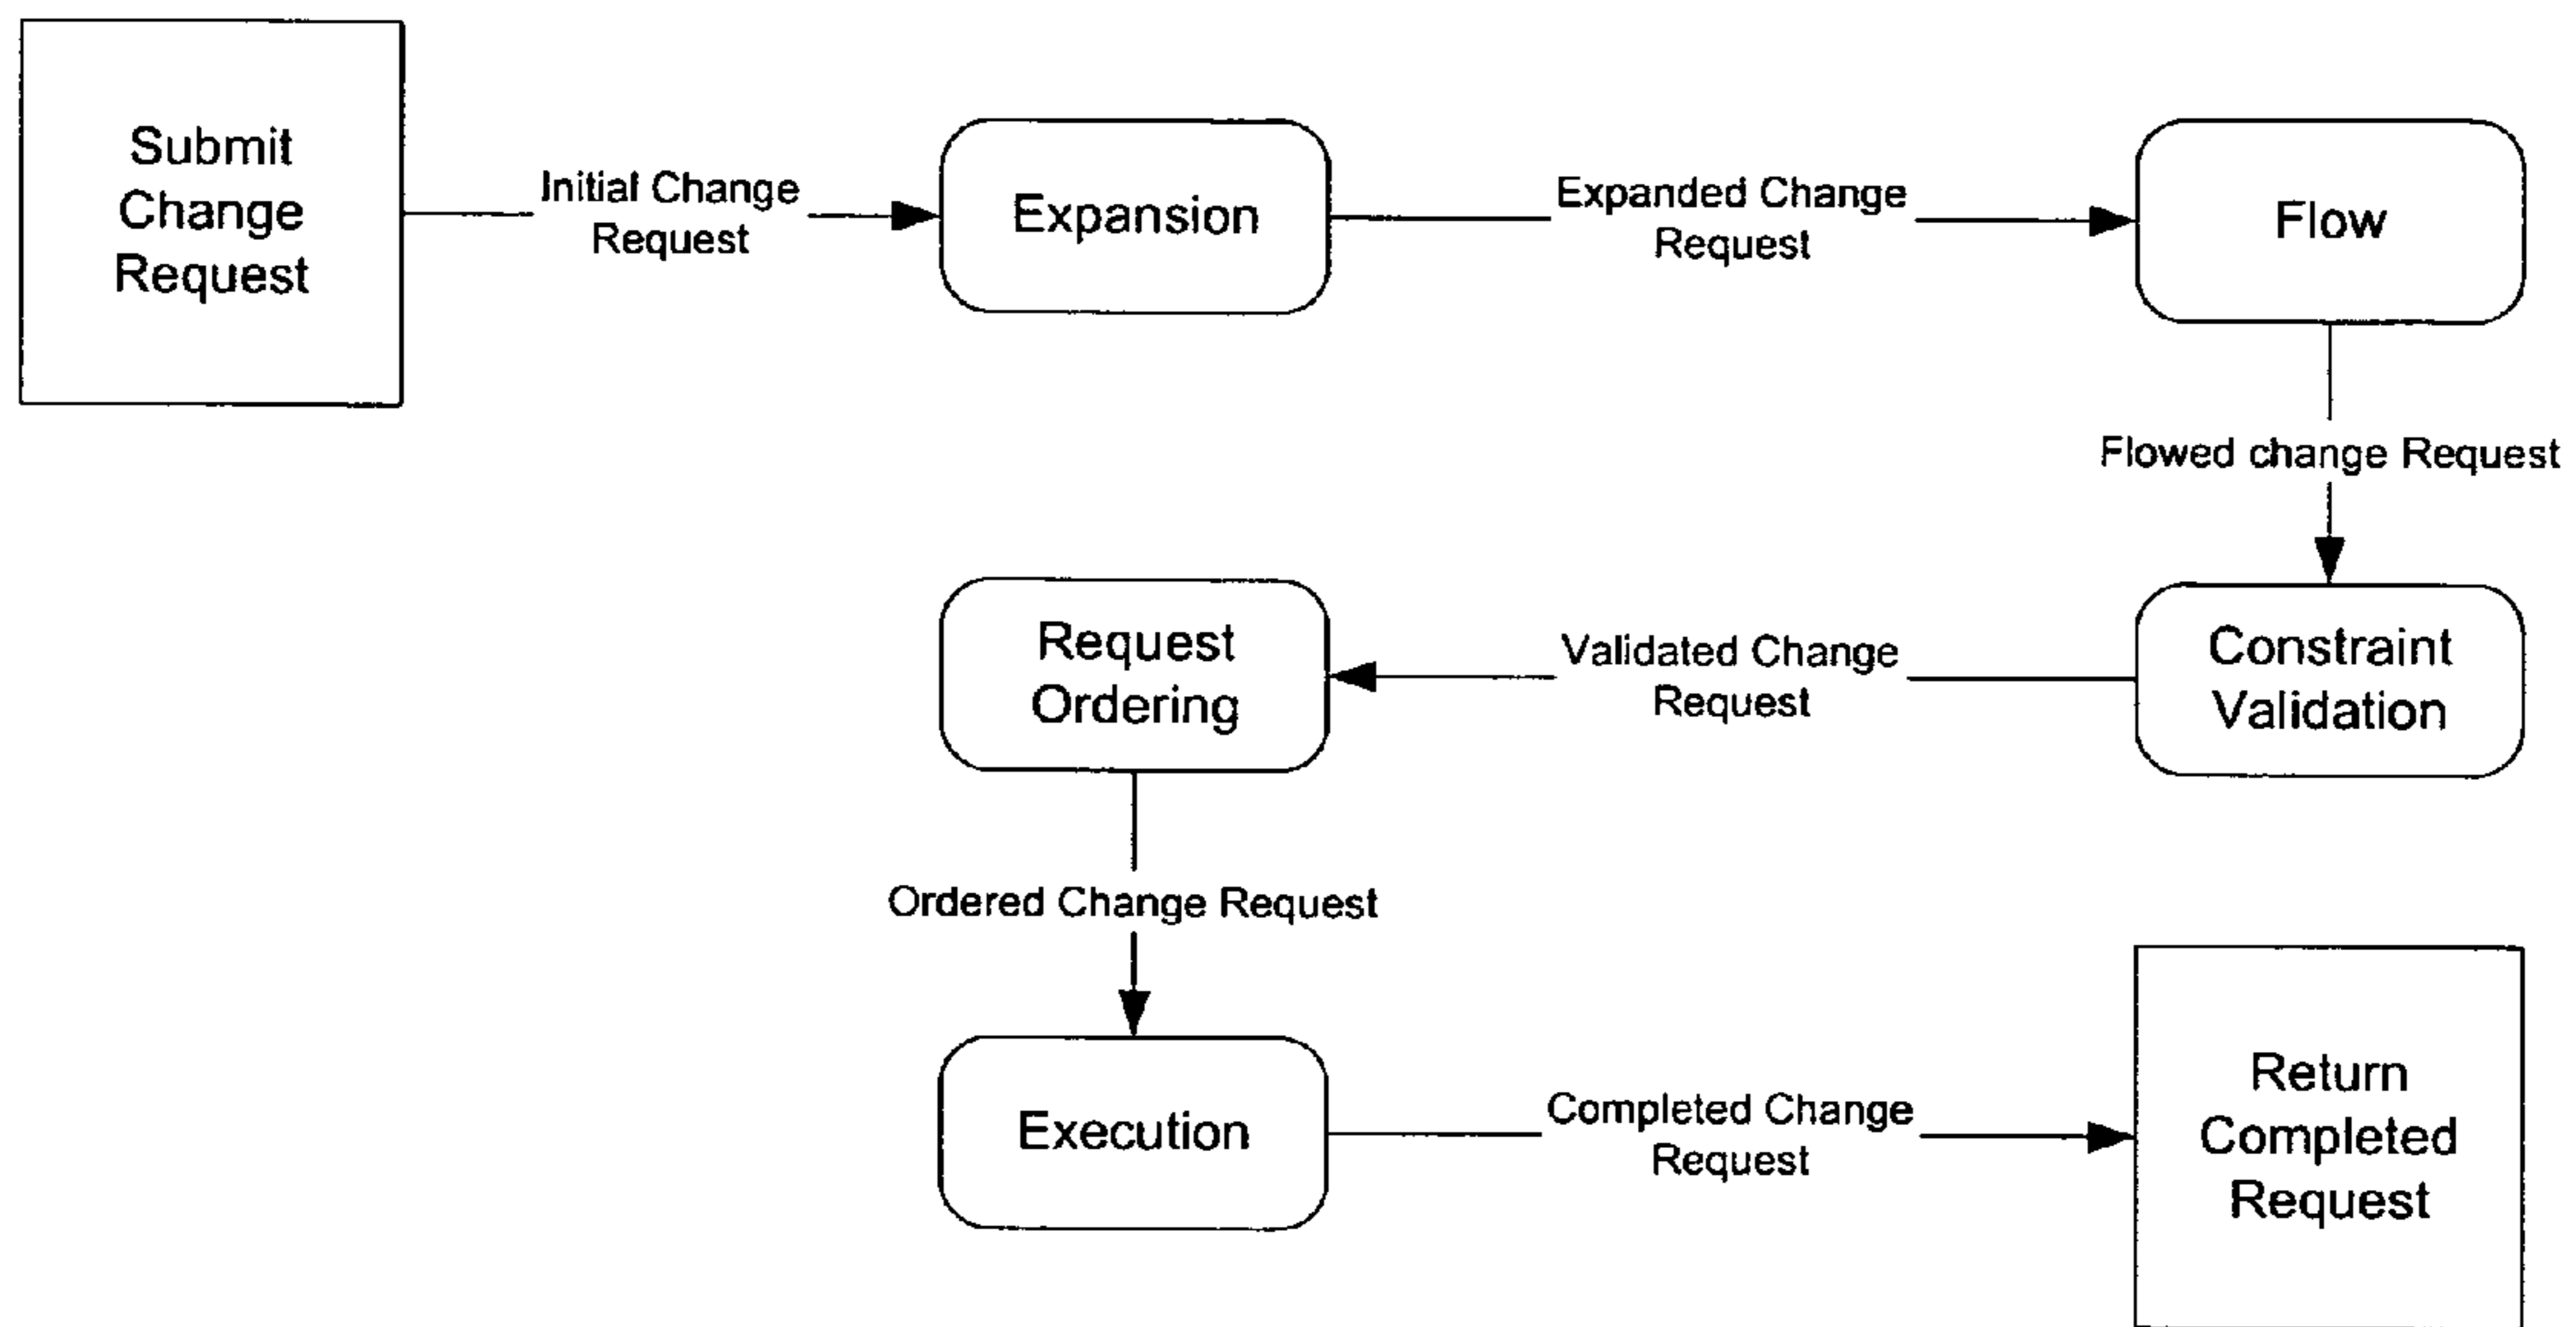 Submit
Change
Request
Initial Change
Request
Expansion
Expanded Change
Request
Flow
Flowed change Request
Constraint
Validation
Validated Change
Request
Request
Ordering
Ordered Change Request
Execution
Completed Change
Request
Return
Completed
Request